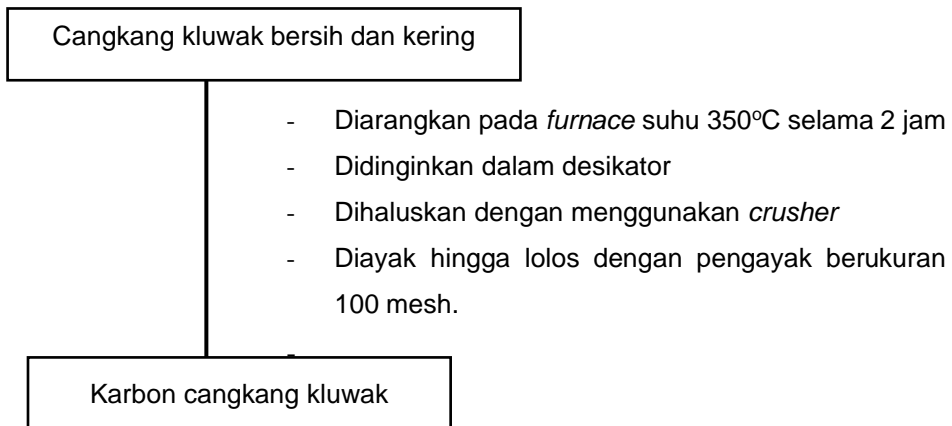 Cangkang kluwak bersih dan kering
- Diarangkan pada furnace suhu 350°C selama 2 jam
- Didinginkan dalam desikator
- Dihaluskan dengan menggunakan crusher
- Diayak hingga lolos dengan pengayak berukuran
100 mesh.
-
Karbon cangkang kluwak